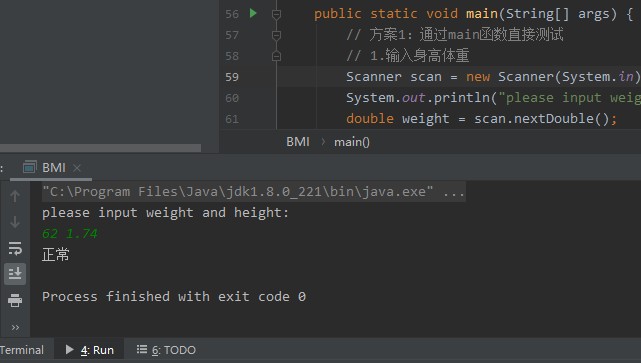 56 public static void main(String[] args) {
57 // 方案1：通过main函数直接测试
58 // 1.输入身高体重
59 Scanner scan = new Scanner(System.in)
60 System.out.println("please input weig
61 double weight = scan.nextDouble();
BMI › main()
: BMI ×
"C:\Program Files\Java\jdk1.8.0_221\bin\java.exe" ...
please input weight and height:
62 1.74
正常
Process finished with exit code 0
»
Terminal 4: Run 6: TODO